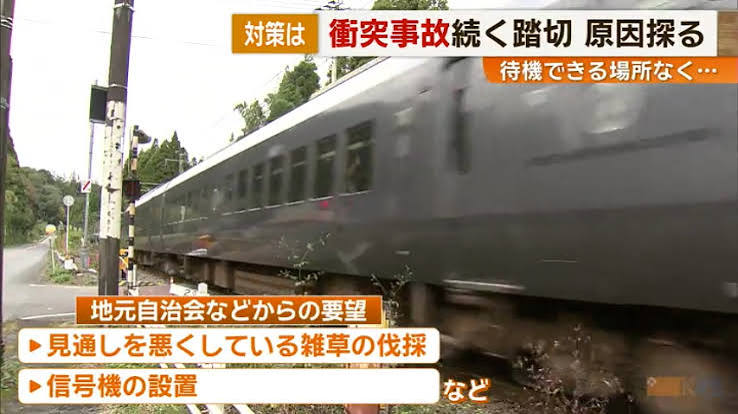 対策は 衝突事故続く踏切 原因探る
待機できる場所なく…
地元自治会などからの要望
▶見通しを悪くしている雑草の伐採
▶信号機の設置
など